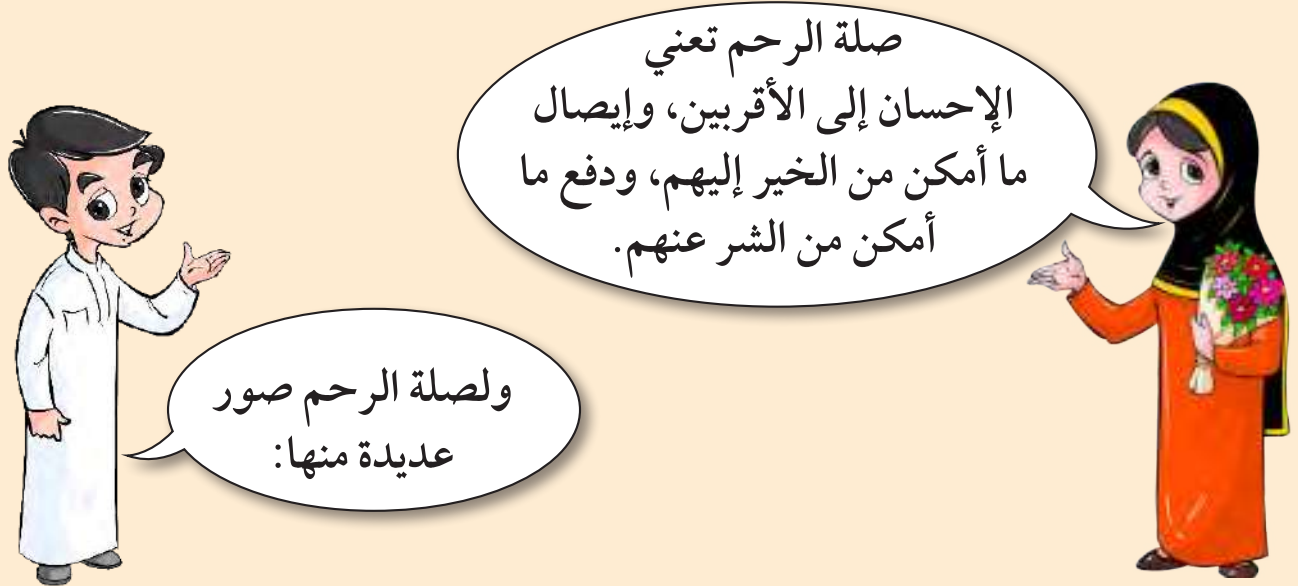 صلة الرحم تعني
الإحسان إلى الأقربين، وإيصال
ما أمكن من الخير إليهم، ودفع ما
أمكن من الشر عنهم.
ولصلة الرحم صور
عديدة منها: